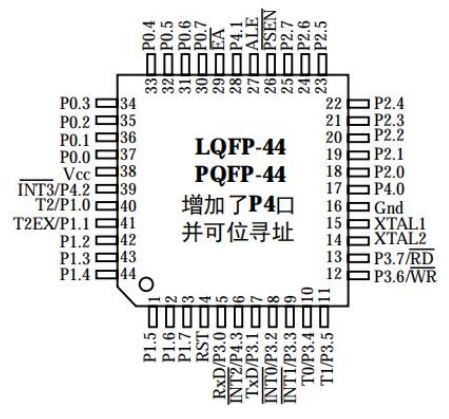 P0.4
P0.5
P0.6
P0.7
EA
P4.1
ALE
PSEN
P2.7
P2.6
P2.5
33
32
31
30
29
28
27
26
25
24
23
P0.3 34
P0.2 35
P0.1 36
P0.0 37
Vcc 38
INT3/P4.2 39
T2/P1.0 40
T2EX/P1.1 41
P1.2 42
P1.3 43
P1.4 44
LQFP-44
PQFP-44
增加了P4口
并可位寻址
22 P2.4
21 P2.3
20 P2.2
19 P2.1
18 P2.0
17 P4.0
16 Gnd
15 XTAL1
14 XTAL2
13 P3.7/RD
12 P3.6/WR
1
2
3
4
5
6
7
8
9
10
11
P1.5
P1.6
P1.7
RST
RxD/P3.0
INT2/P4.3
TxD/P3.1
INT0/P3.2
INT1/P3.3
T0/P3.4
T1/P3.5